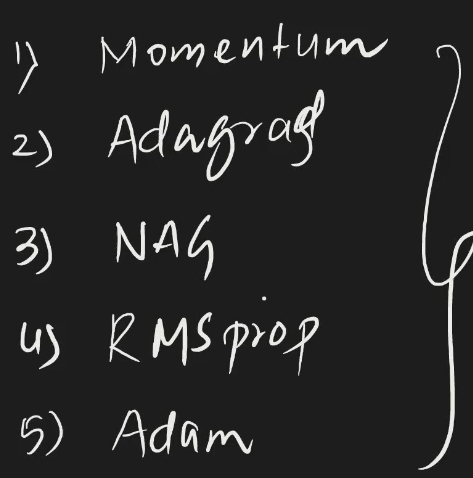 1) Momentum
2) Adagrad
3) NAG
4) RMSprop
5) Adam